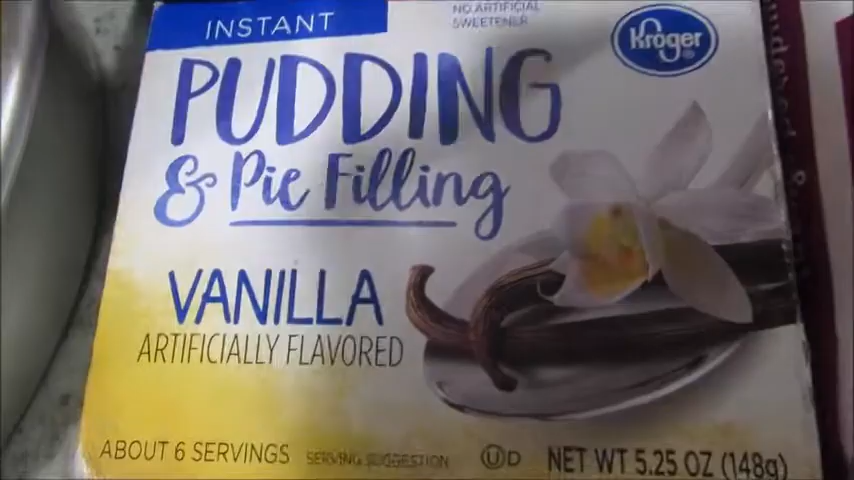 INSTANT
NO ARTIFICIAL
SWEETENER
Kroger
PUDDING
& Pie Filling
VANILLA
ARTIFICIALLY FLAVORED
ABOUT 6 SERVINGS
SERVING SUGGESTION
UD
NET WT 5.25 OZ (148g)